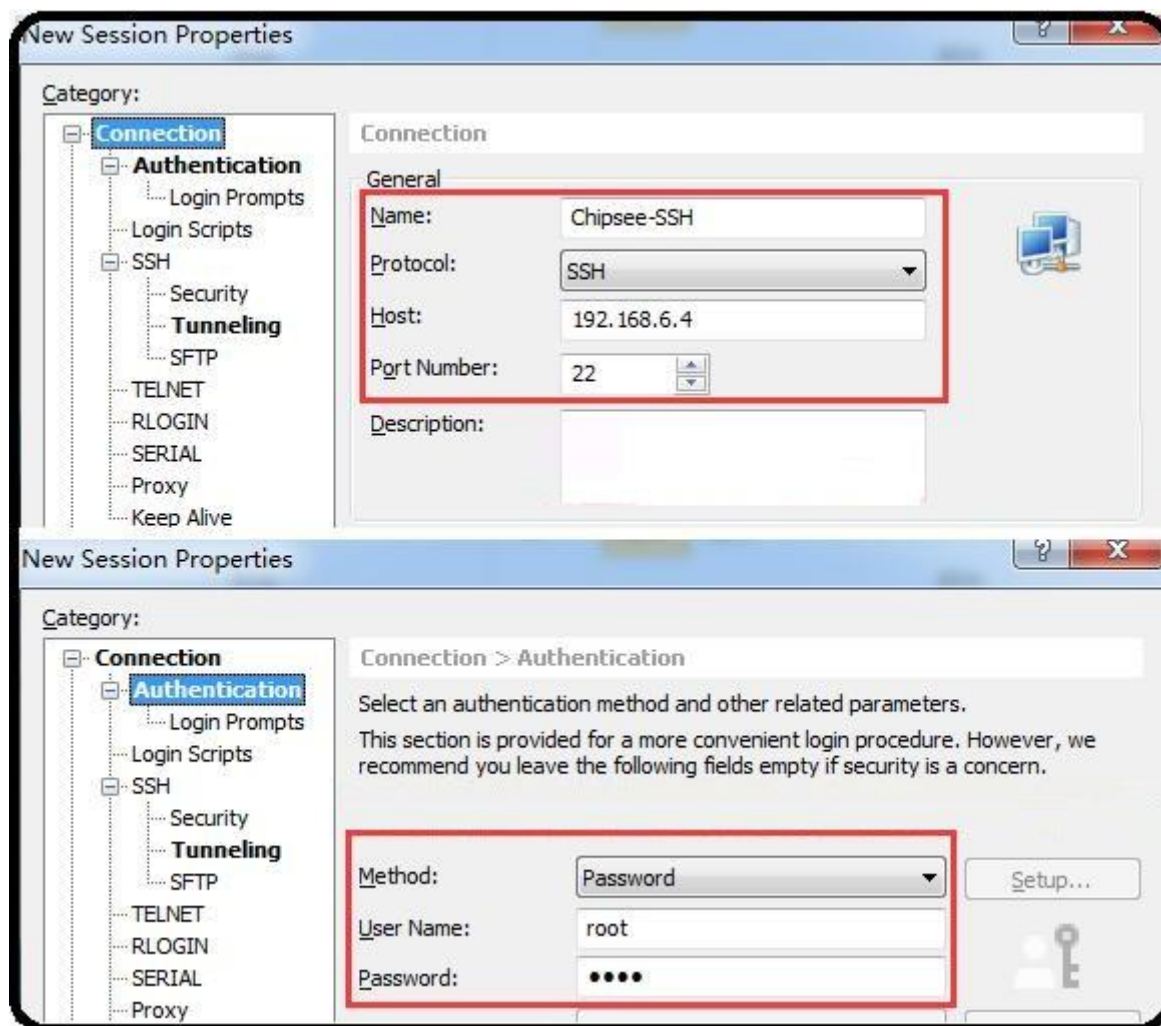 New Session Properties
Category:
Connection
Authentication
Login Prompts
Login Scripts
SSH
Security
Tunneling
SFTP
TELNET
RLOGIN
SERIAL
Proxy
Keep Alive
Connection
General
Name: Chipsee-SSH
Protocol: SSH
Host: 192.168.6.4
Port Number: 22
Description:
New Session Properties
Category:
Connection
Authentication
Login Prompts
Login Scripts
SSH
Security
Tunneling
SFTP
TELNET
RLOGIN
SERIAL
Proxy
Connection > Authentication
Select an authentication method and other related parameters.
This section is provided for a more convenient login procedure. However, we
recommend you leave the following fields empty if security is a concern.
Method: Password
Setup...
User Name: root
Password: ●●●●